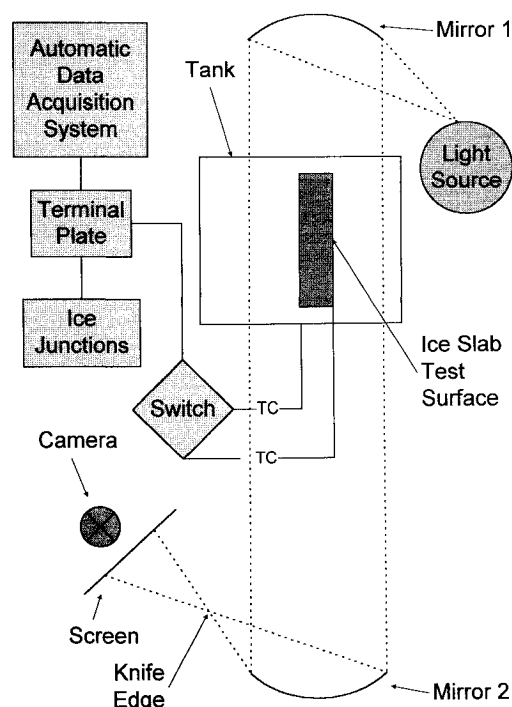 Mirror 1
Automatic
Data
Acquisition
System
Tank
Light
Source
Terminal
Plate
Ice
Junctions
Ice Slab
Test
Surface
Switch
TC
TC
Camera
Screen
Knife
Edge
Mirror 2